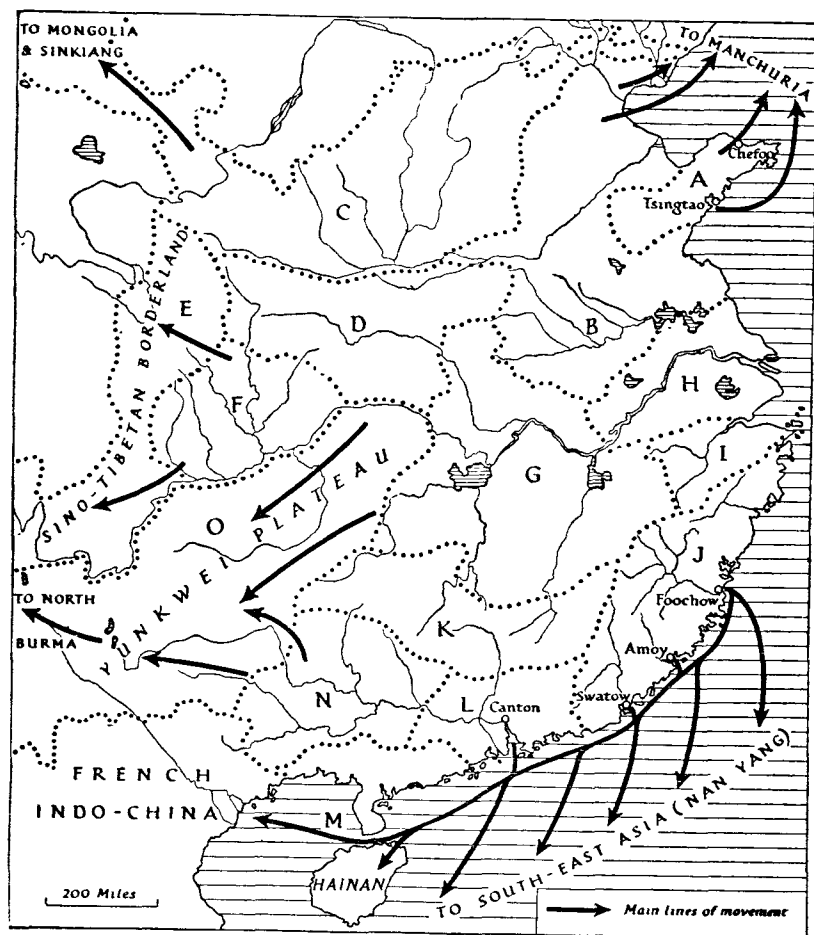 TO MONGOLIA
& SINKIANG
TO MANCHURIA
Chefoo
A
Tsingtao
C
SINO-TIBETAN BORDERLAND
E
D
B
F
H
G
I
O
YUNKWEI PLATEAU
J
TO NORTH
BURMA
Foochow
K
Amoy
N
L
Canton
Swatow
FRENCH
INDO-CHINA
M
HAINAN
TO SOUTH-EAST ASIA (NAN YANG)
200 Miles
Main lines of movement